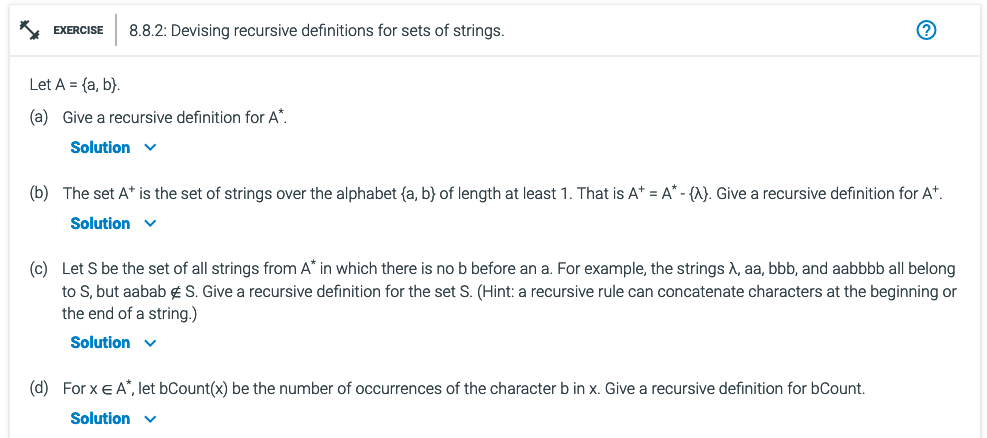 EXERCISE 8.8.2: Devising recursive definitions for sets of strings. ?
Let A = {a, b}.
(a) Give a recursive definition for A*.
Solution
(b) The set A⁺ is the set of strings over the alphabet {a, b} of length at least 1. That is A⁺ = A* - {λ}. Give a recursive definition for A⁺.
Solution
(c) Let S be the set of all strings from A* in which there is no b before an a. For example, the strings λ, aa, bbb, and aabbbb all belong
to S, but aabab ∉ S. Give a recursive definition for the set S. (Hint: a recursive rule can concatenate characters at the beginning or
the end of a string.)
Solution
(d) For x ∈ A*, let bCount(x) be the number of occurrences of the character b in x. Give a recursive definition for bCount.
Solution